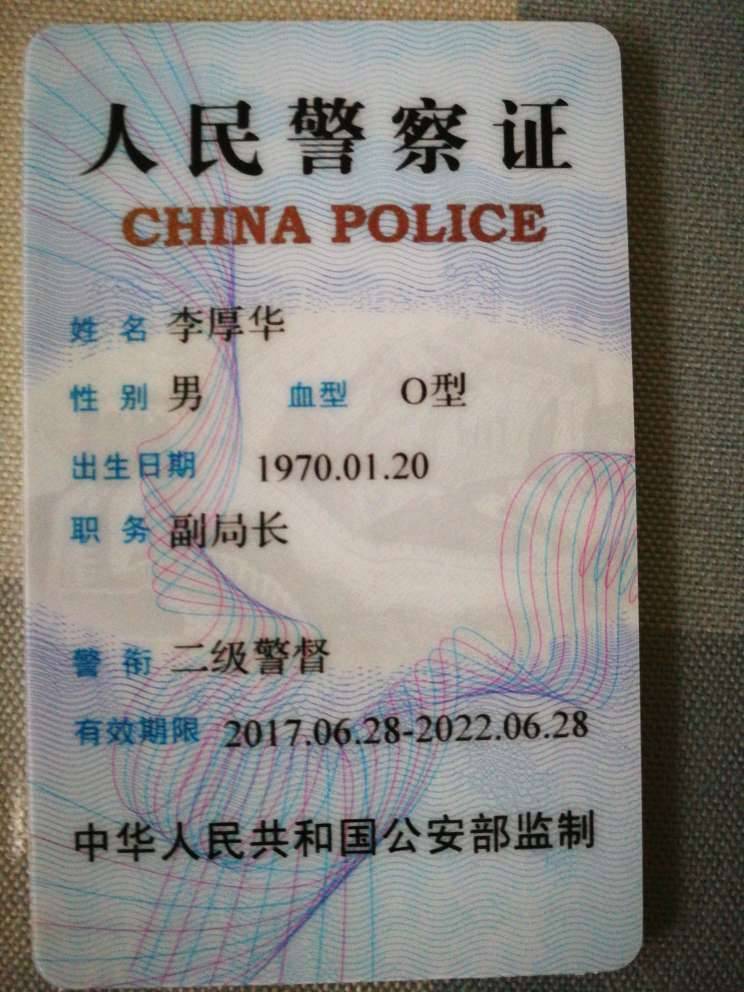 人民警察证
CHINA POLICE
姓名 李厚华
性别 男 血型 O型
出生日期 1970.01.20
职务 副局长
警衔 二级警督
有效期限 2017.06.28-2022.06.28
中华人民共和国公安部监制